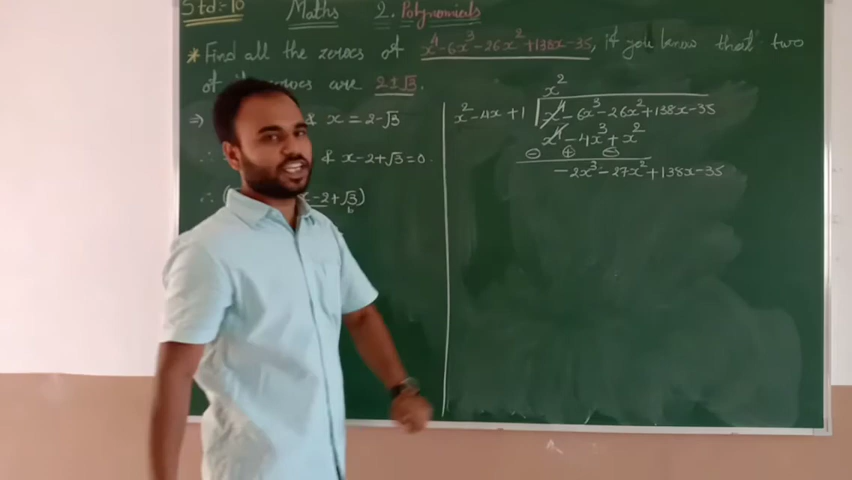 Std:- 10 Maths 2. Polynomials
* Find all the zeroes of x⁴-6x³-26x²+138x-35, if you know that two
of zeroes are 2±√3.
⇒ & x = 2-√3
∴ & x-2+√3=0.
∴ ( x-2+√3)
b
x²
x²-4x+1 x⁴-6x³-26x²+138x-35
x⁴-4x³+x²
⊖ ⊕ ⊖
-2x³-27x²+138x-35